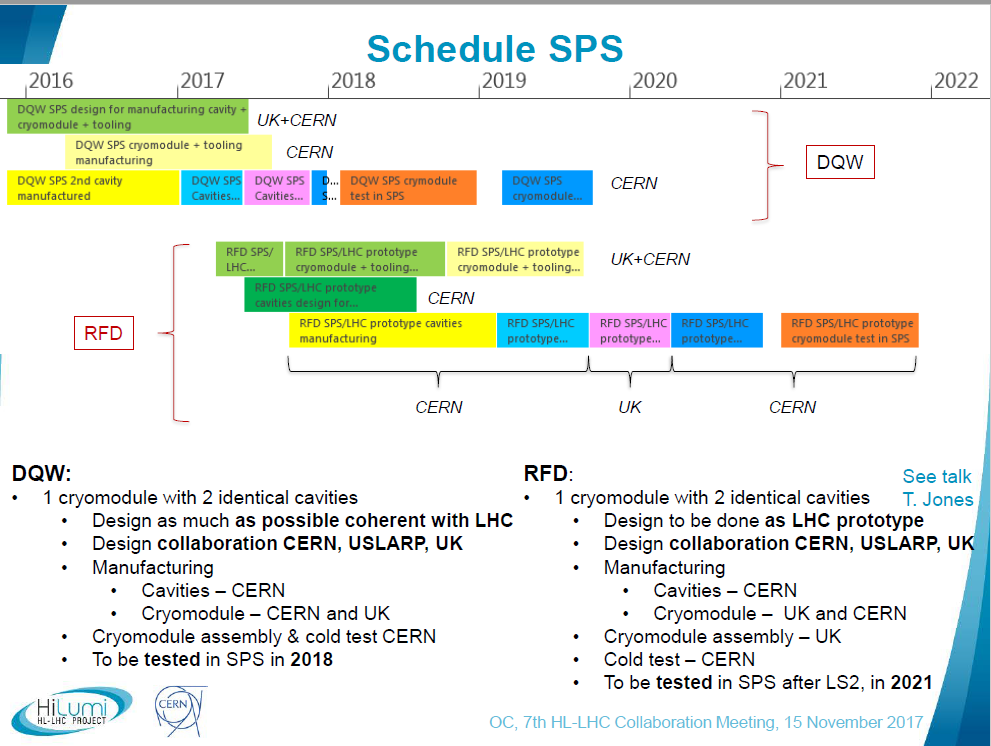 Schedule SPS
2016 2017 2018 2019 2020 2021 2022
DQW SPS design for manufacturing cavity +
cryomodule + tooling
UK+CERN
DQW SPS cryomodule + tooling
manufacturing
CERN
DQW
DQW SPS 2nd cavity
manufactured
DQW SPS
Cavities...
DQW SPS
Cavities...
D...
S...
DQW SPS crymodule
test in SPS
DQW SPS
cryomodule...
CERN
RFD SPS/
LHC...
RFD SPS/LHC prototype
cryomodule + tooling...
RFD SPS/LHC prototype
cryomodule + tooling...
UK+CERN
RFD SPS/LHC prototype
cavities design for...
CERN
RFD
RFD SPS/LHC prototype cavities
manufacturing
RFD SPS/LHC
prototype...
RFD SPS/LHC
prototype...
RFD SPS/LHC
prototype...
RFD SPS/LHC prototype
cryomodule test in SPS
CERN UK CERN
DQW:
• 1 cryomodule with 2 identical cavities
• Design as much as possible coherent with LHC
• Design collaboration CERN, USLARP, UK
• Manufacturing
• Cavities – CERN
• Cryomodule – CERN and UK
• Cryomodule assembly & cold test CERN
• To be tested in SPS in 2018
RFD:
See talk
T. Jones
• 1 cryomodule with 2 identical cavities
• Design to be done as LHC prototype
• Design collaboration CERN, USLARP, UK
• Manufacturing
• Cavities – CERN
• Cryomodule – UK and CERN
• Cryomodule assembly – UK
• Cold test – CERN
• To be tested in SPS after LS2, in 2021
HiLumi
HL-LHC PROJECT
CERN
OC, 7th HL-LHC Collaboration Meeting, 15 November 2017